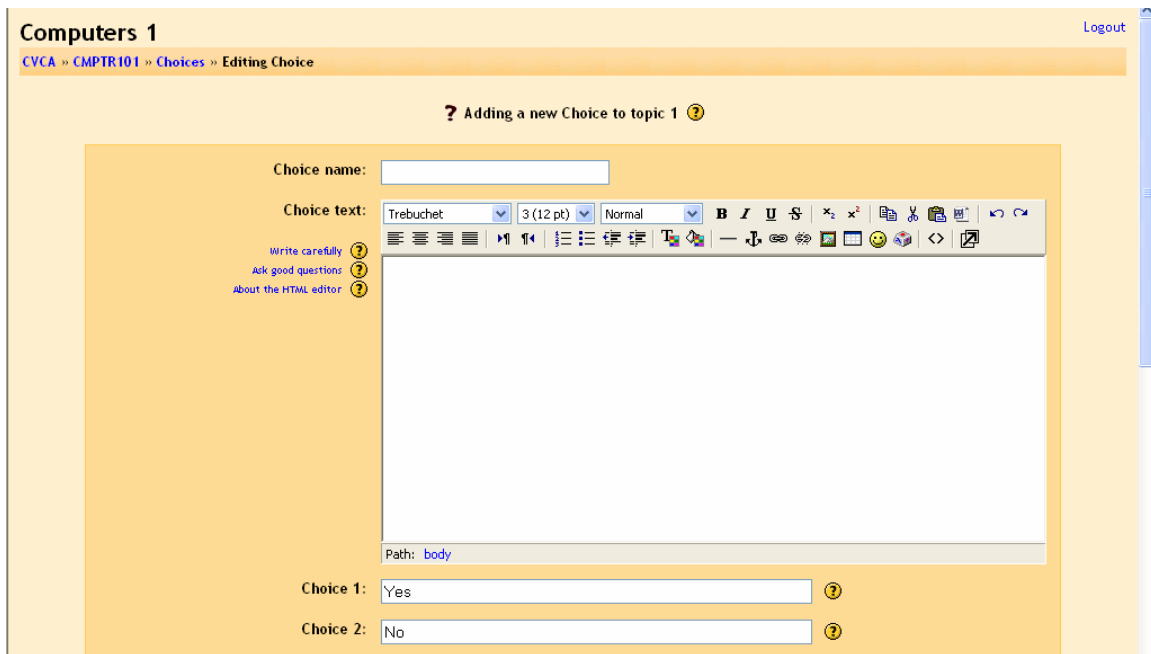 Computers 1
Logout
CVCA » CMPTR101 » Choices » Editing Choice
? Adding a new Choice to topic 1 ?
Choice name:
Choice text:
Trebuchet 3 (12 pt) Normal B I U S x₂ x²
Write carefully ?
Ask good questions ?
About the HTML editor ?
Path: body
Choice 1: Yes ?
Choice 2: No ?